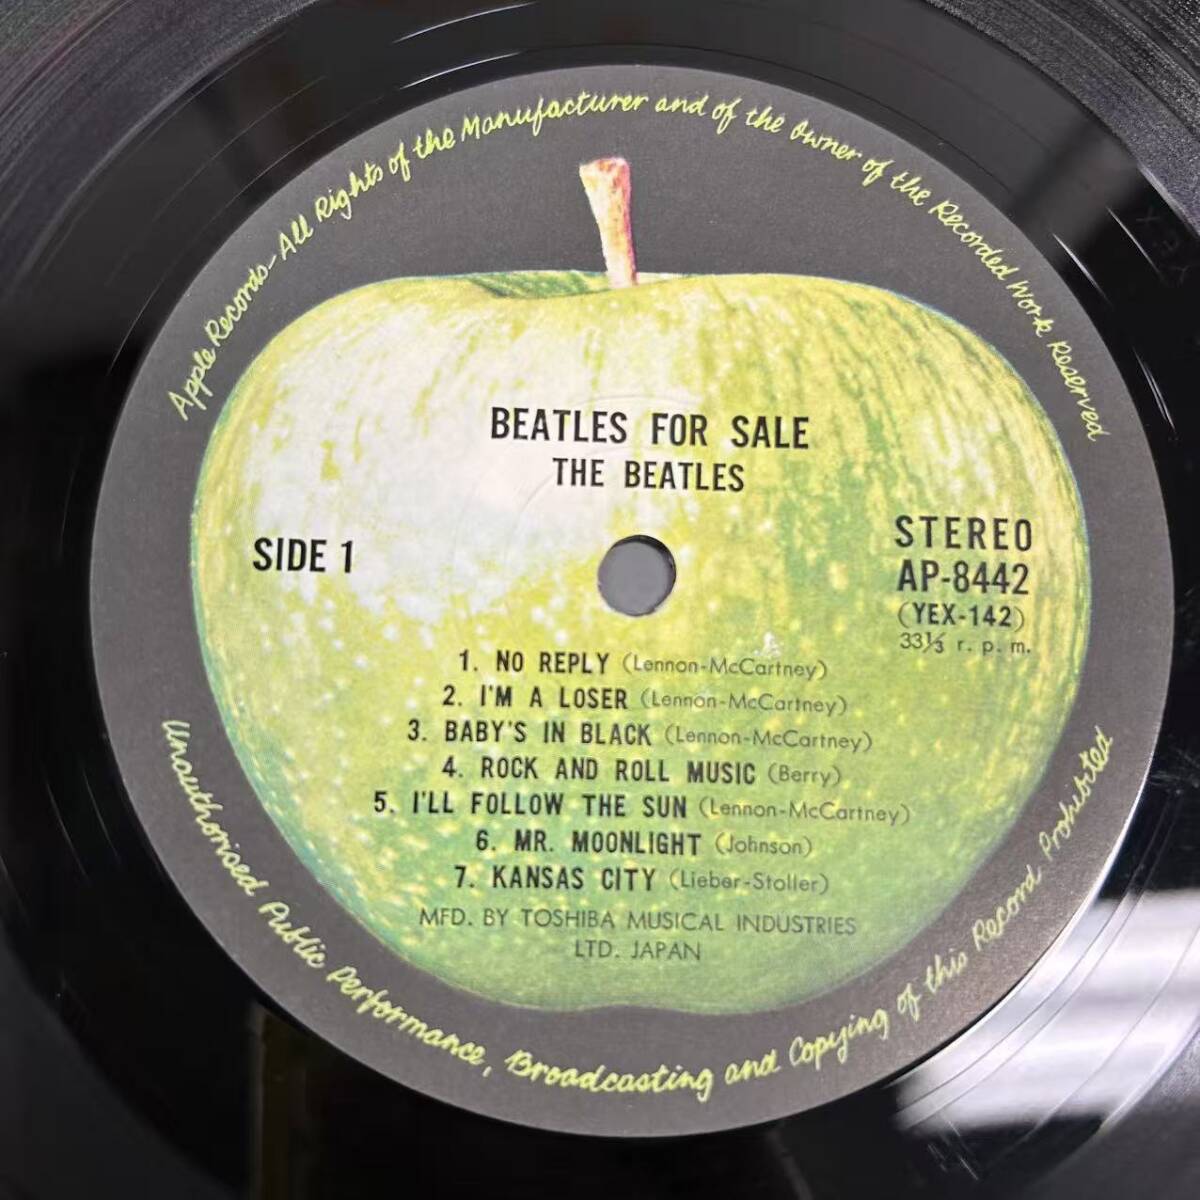 Apple Records-All Rights of the Manufacturer and of the Owner of the Recorded Work Reserved
BEATLES FOR SALE
THE BEATLES
SIDE 1
STEREO
AP-8442
(YEX-142)
33⅓ r. p. m.
1. NO REPLY (Lennon-McCartney)
2. I'M A LOSER (Lennon-McCartney)
3. BABY'S IN BLACK (Lennon-McCartney)
4. ROCK AND ROLL MUSIC (Berry)
5. I'LL FOLLOW THE SUN (Lennon-McCartney)
6. MR. MOONLIGHT (Johnson)
7. KANSAS CITY (Lieber-Stoller)
MFD. BY TOSHIBA MUSICAL INDUSTRIES
LTD. JAPAN
Unauthorised Public Performance, Broadcasting and Copying of this Record Prohibited